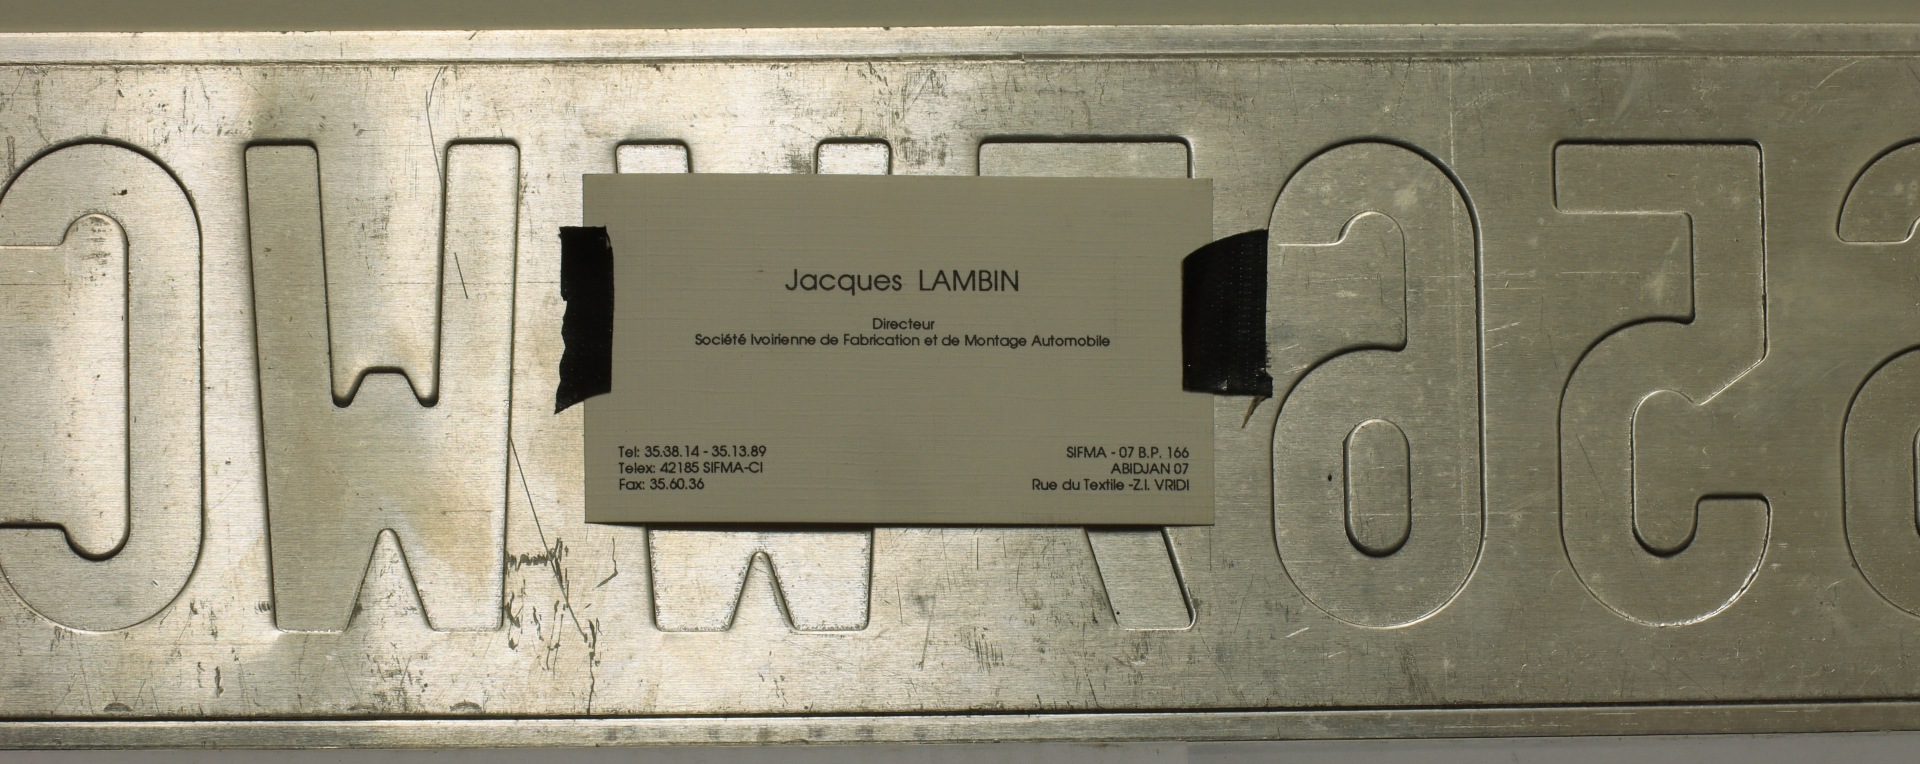 Jacques LAMBIN
Directeur
Société Ivoirienne de Fabrication et de Montage Automobile
Tel: 35.38.14 - 35.13.89
Telex: 42185 SIFMA-CI
Fax: 35.60.36
SIFMA - 07 B.P. 166
ABIDJAN 07
Rue du Textile -Z.I. VRIDI